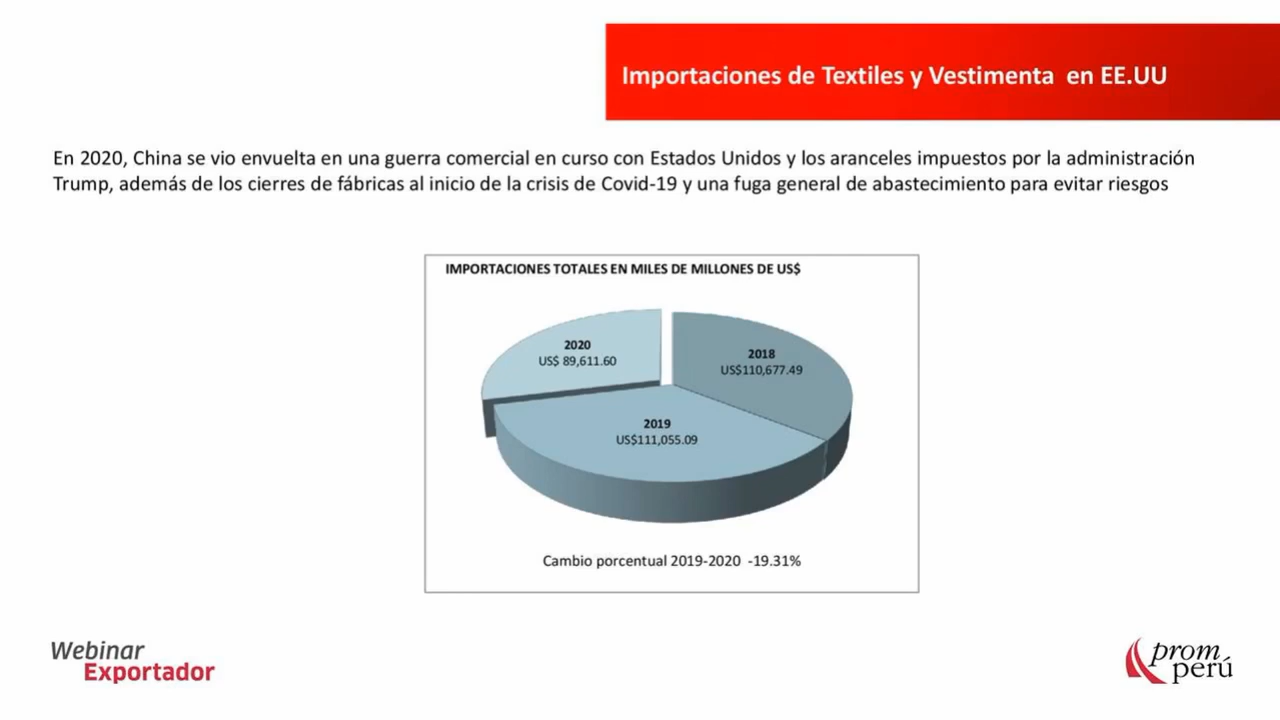 Importaciones de Textiles y Vestimenta en EE.UU
En 2020, China se vio envuelta en una guerra comercial en curso con Estados Unidos y los aranceles impuestos por la administración
Trump, además de los cierres de fábricas al inicio de la crisis de Covid-19 y una fuga general de abastecimiento para evitar riesgos
IMPORTACIONES TOTALES EN MILES DE MILLONES DE US$
2020
US$ 89,611.60
2018
US$110,677.49
2019
US$111,055.09
Cambio porcentual 2019-2020 -19.31%
Webinar
Exportador
prom
perú